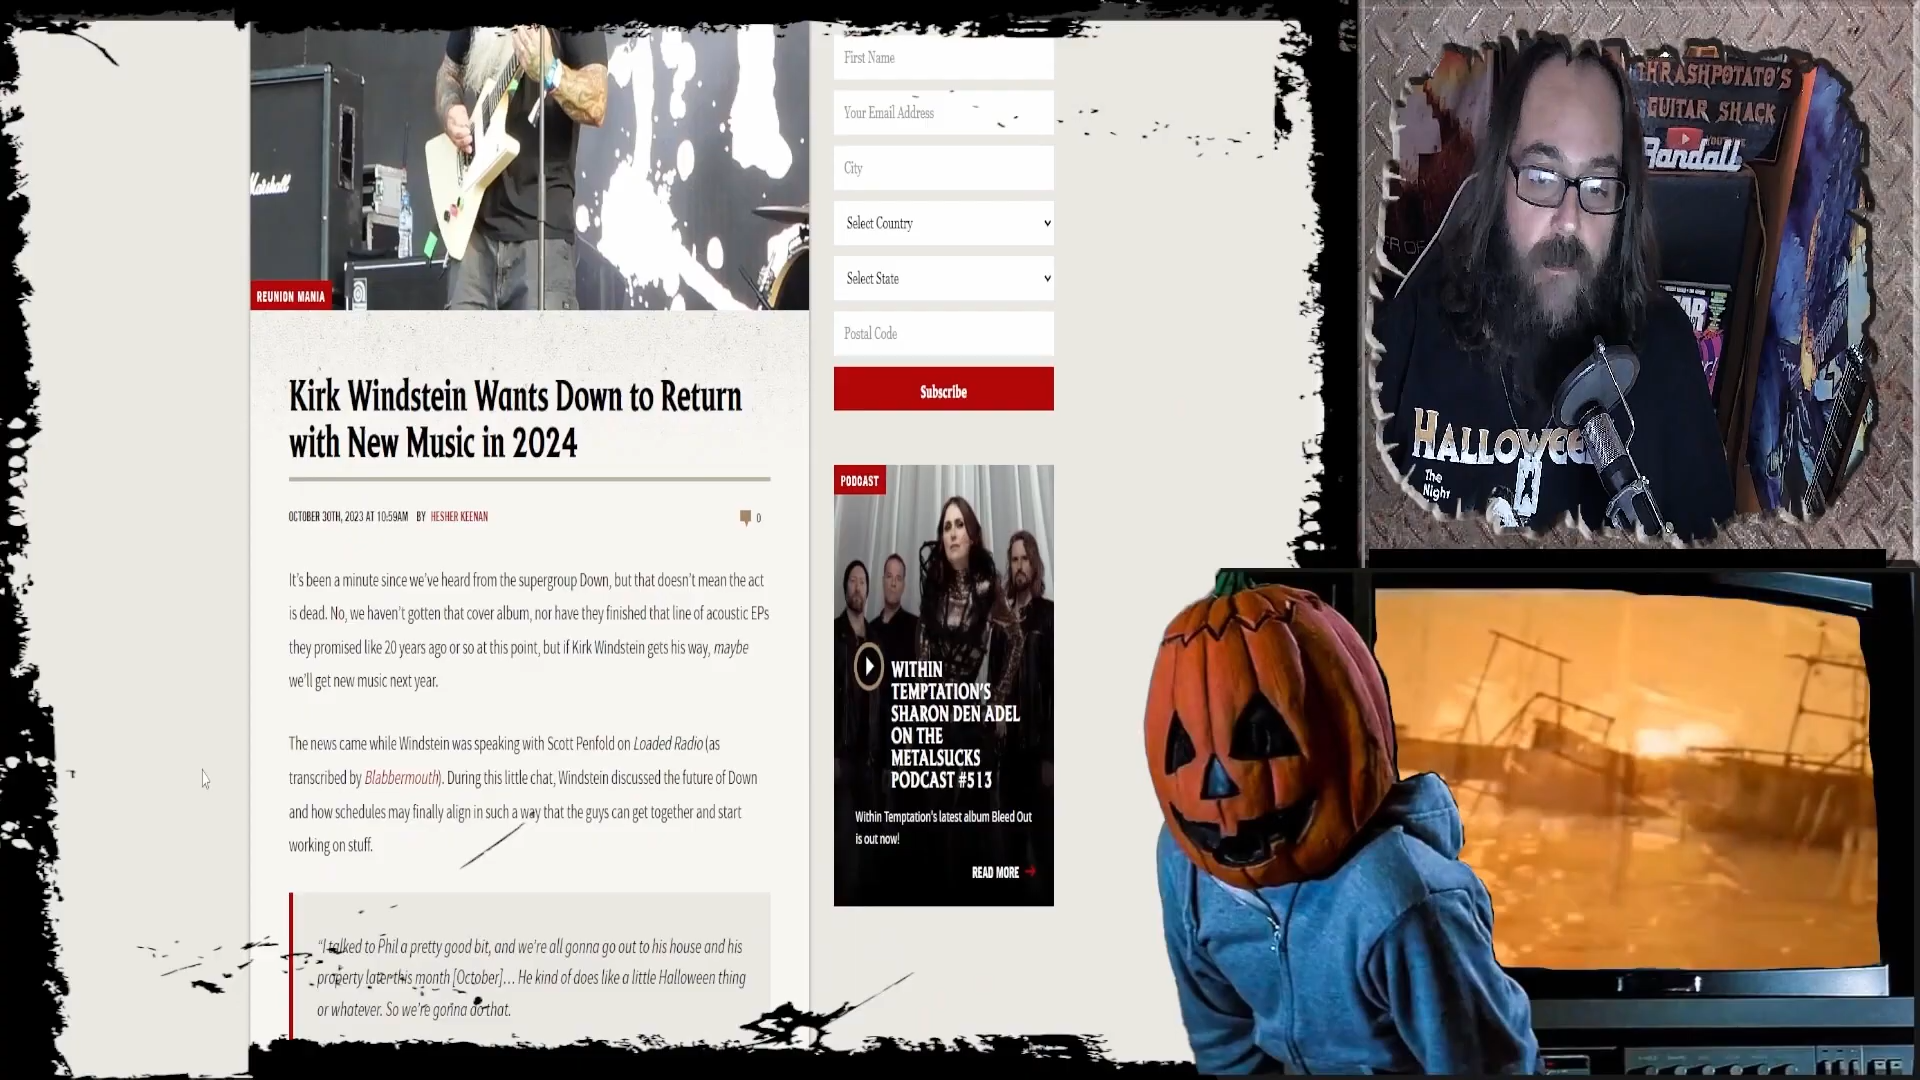 Marshall
REUNION MANIA
Kirk Windstein Wants Down to Return
with New Music in 2024
OCTOBER 30TH, 2023 AT 10:59AM BY HESHER KEENAN
0
It's been a minute since we've heard from the supergroup Down, but that doesn't mean the act
is dead. No, we haven't gotten that cover album, nor have they finished that line of acoustic EPs
they promised like 20 years ago or so at this point, but if Kirk Windstein gets his way, maybe
we'll get new music next year.
The news came while Windstein was speaking with Scott Penfold on Loaded Radio (as
transcribed by Blabbermouth). During this little chat, Windstein discussed the future of Down
and how schedules may finally align in such a way that the guys can get together and start
working on stuff.
"I talked to Phil a pretty good bit, and we're all gonna go out to his house and his
property later this month [October]… He kind of does like a little Halloween thing
or whatever. So we're gonna do that.
First Name
Your Email Address
City
Select Country
Select State
Postal Code
Subscribe
PODCAST
WITHIN
TEMPTATION'S
SHARON DEN ADEL
ON THE
METALSUCKS
PODCAST #513
Within Temptation's latest album Bleed Out
is out now!
READ MORE
THRASHPOTATO'S
GUITAR SHACK
Randall
HALLOWEE
The
Night